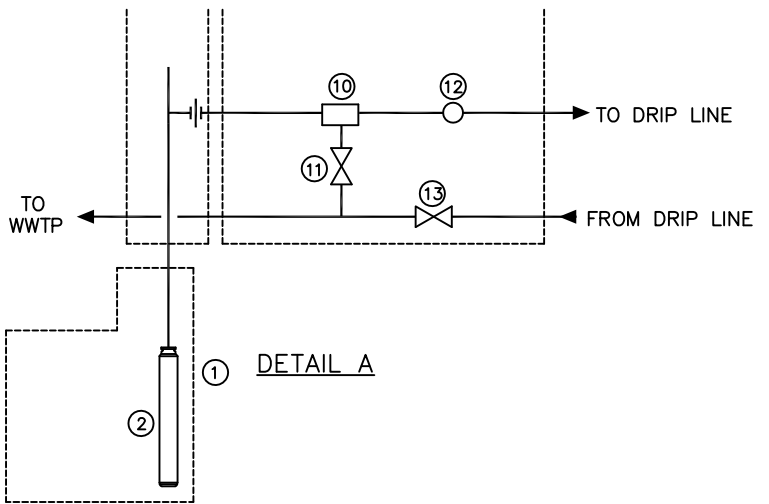 10
12
TO DRIP LINE
11
13
TO
WWTP
FROM DRIP LINE
1
DETAIL A
2